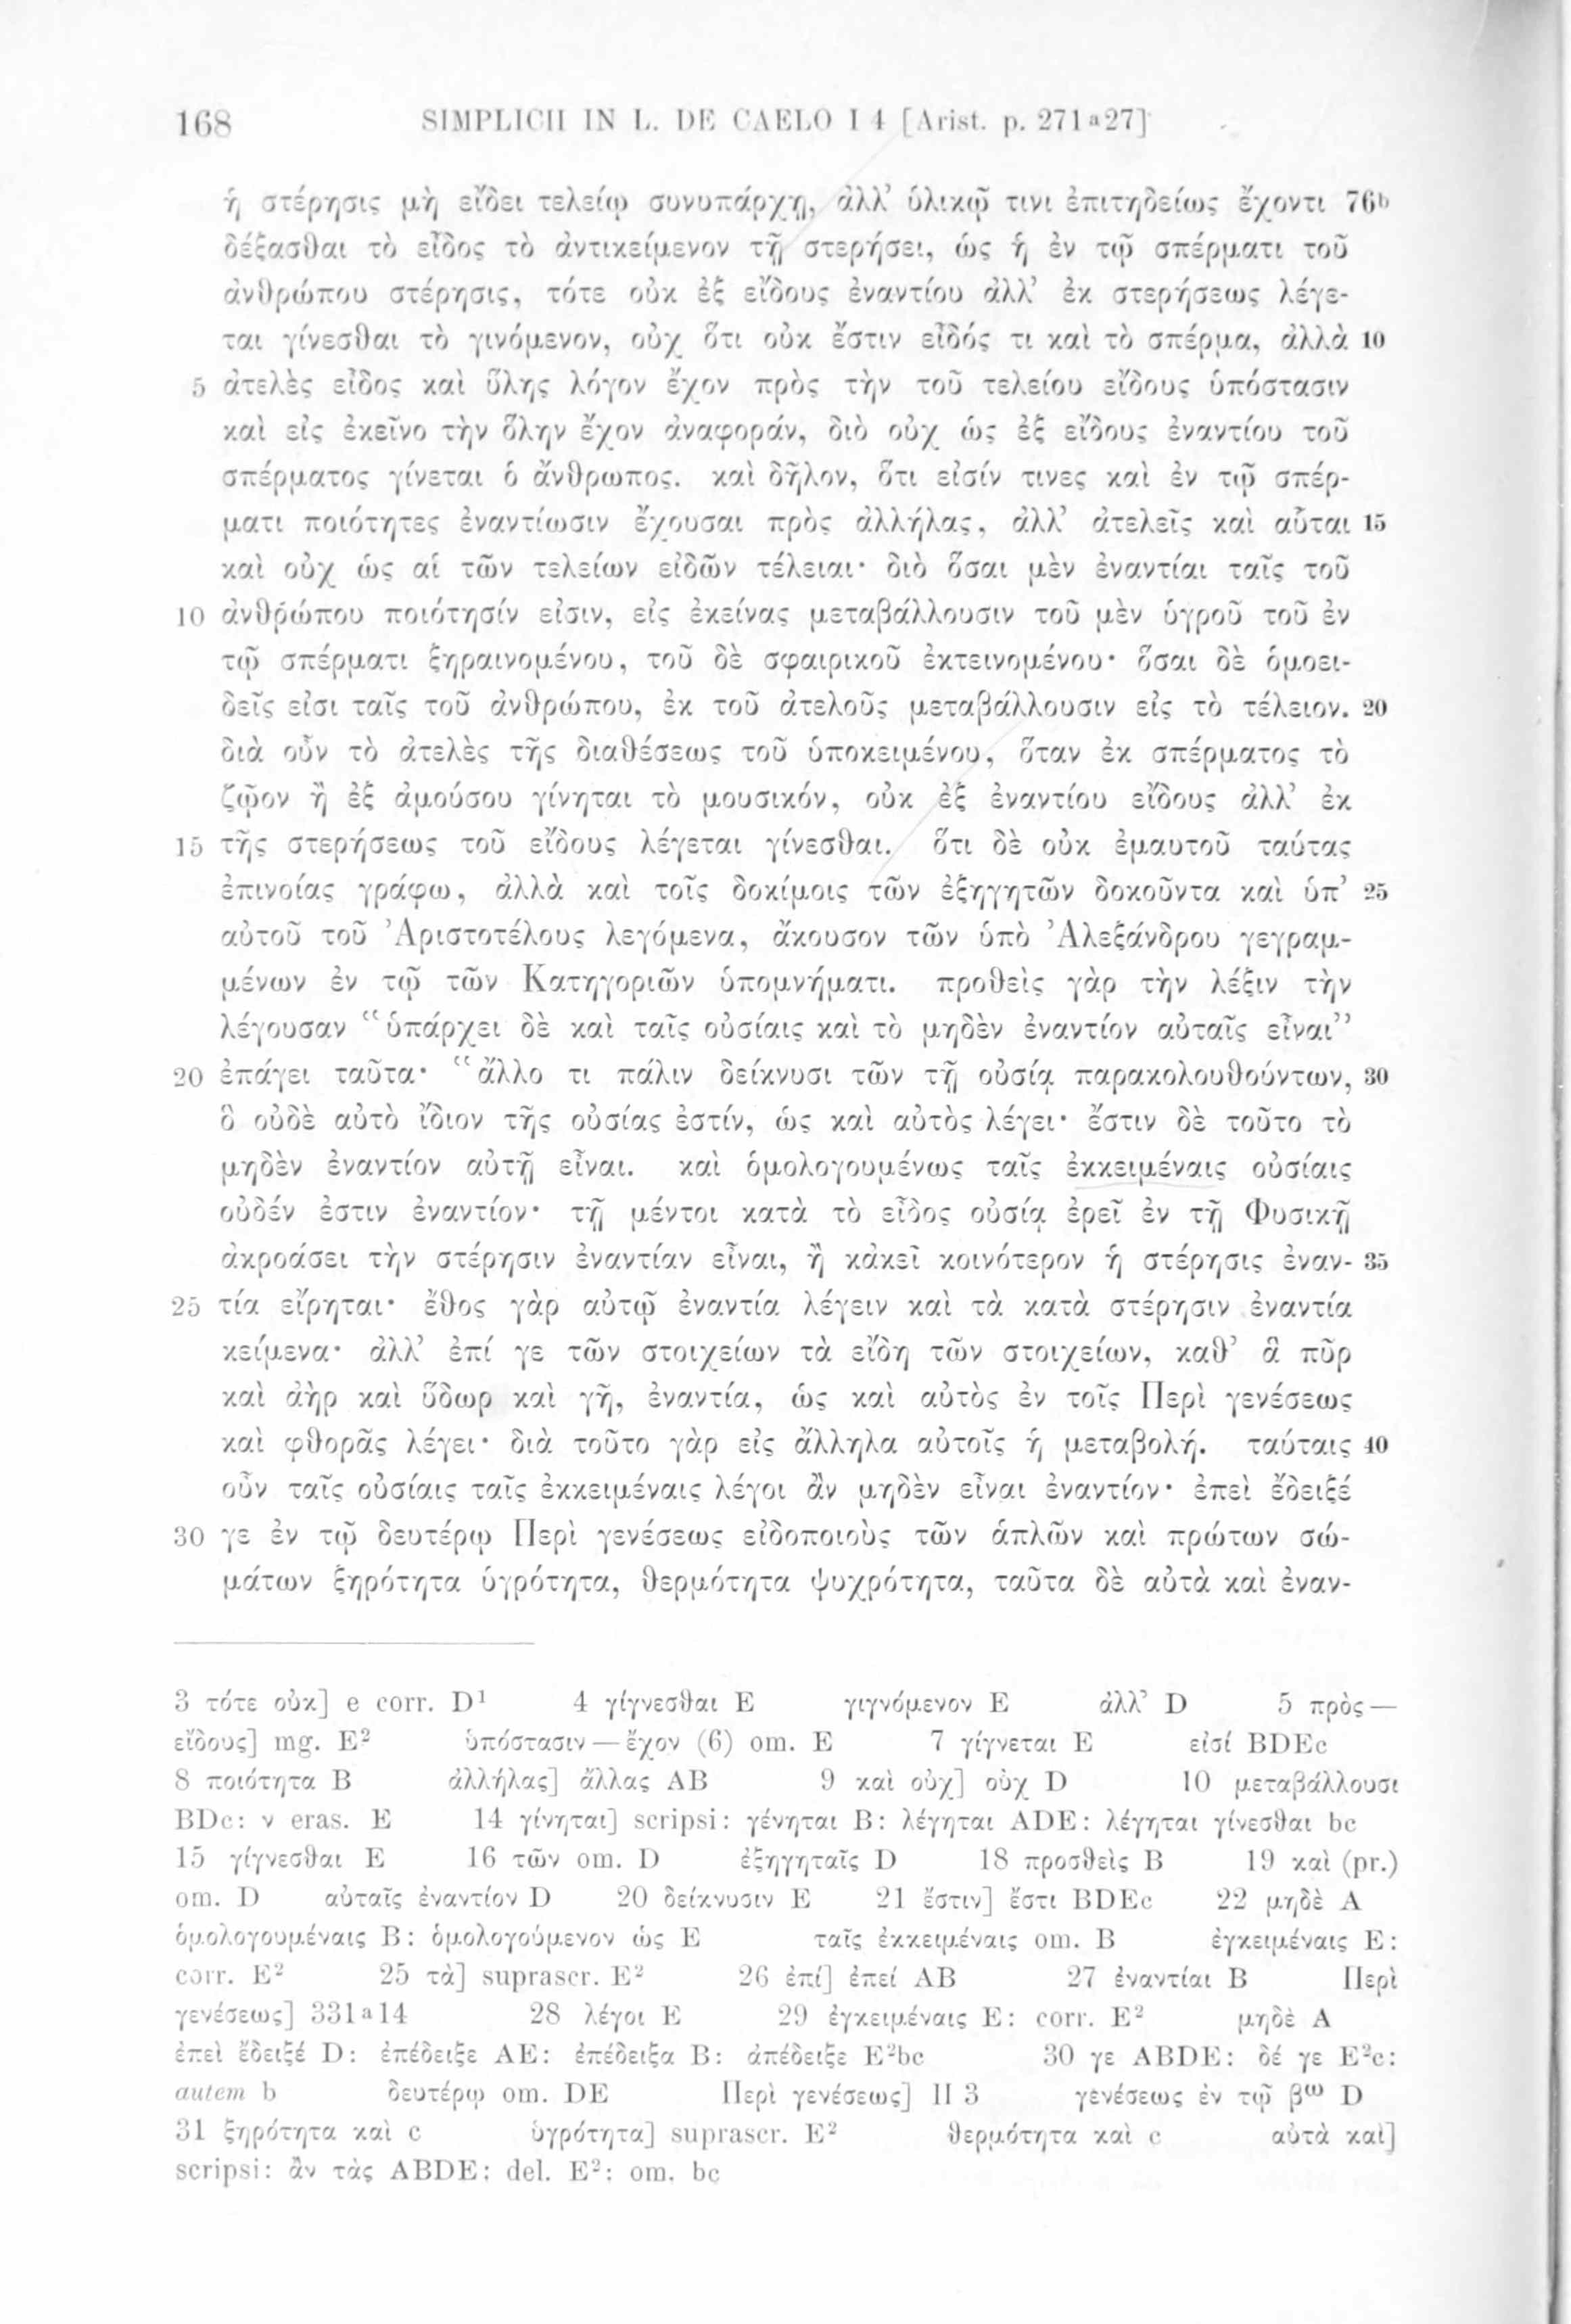 168 SIMPLICII IN L. DE CAELO I 4 [Arist. p. 271ᵃ27]
ἡ στέρησις μὴ εἴδει τελείῳ συνυπάρχῃ, ἀλλ’ ὑλικῷ τινι ἐπιτηδείως ἔχοντι 76ᵇ
δέξασθαι τὸ εἶδος τὸ ἀντικείμενον τῇ στερήσει, ὡς ἡ ἐν τῷ σπέρματι τοῦ
ἀνθρώπου στέρησις, τότε οὐκ ἐξ εἴδους ἐναντίου ἀλλ’ ἐκ στερήσεως λέγε-
ται γίνεσθαι τὸ γινόμενον, οὐχ ὅτι οὐκ ἔστιν εἶδός τι καὶ τὸ σπέρμα, ἀλλὰ 10
5 ἀτελὲς εἶδος καὶ ὕλης λόγον ἔχον πρὸς τὴν τοῦ τελείου εἴδους ὑπόστασιν
καὶ εἰς ἐκεῖνο τὴν ὅλην ἔχον ἀναφοράν, διὸ οὐχ ὡς ἐξ εἴδους ἐναντίου τοῦ
σπέρματος γίνεται ὁ ἄνθρωπος. καὶ δῆλον, ὅτι εἰσίν τινες καὶ ἐν τῷ σπέρ-
ματι ποιότητες ἐναντίωσιν ἔχουσαι πρὸς ἀλλήλας, ἀλλ’ ἀτελεῖς καὶ αὗται 15
καὶ οὐχ ὡς αἱ τῶν τελείων εἰδῶν τέλειαι· διὸ ὅσαι μὲν ἐναντίαι ταῖς τοῦ
10 ἀνθρώπου ποιότησίν εἰσιν, εἰς ἐκείνας μεταβάλλουσιν τοῦ μὲν ὑγροῦ τοῦ ἐν
τῷ σπέρματι ξηραινομένου, τοῦ δὲ σφαιρικοῦ ἐκτεινομένου· ὅσαι δὲ ὁμοει-
δεῖς εἰσι ταῖς τοῦ ἀνθρώπου, ἐκ τοῦ ἀτελοῦς μεταβάλλουσιν εἰς τὸ τέλειον. 20
διὰ οὖν τὸ ἀτελὲς τῆς διαθέσεως τοῦ ὑποκειμένου, ὅταν ἐκ σπέρματος τὸ
ζῷον ἢ ἐξ ἀμούσου γίνηται τὸ μουσικόν, οὐκ ἐξ ἐναντίου εἴδους ἀλλ’ ἐκ
15 τῆς στερήσεως τοῦ εἴδους λέγεται γίνεσθαι. ὅτι δὲ οὐκ ἐμαυτοῦ ταύτας
ἐπινοίας γράφω, ἀλλὰ καὶ τοῖς δοκίμοις τῶν ἐξηγητῶν δοκοῦντα καὶ ὑπ’ 25
αὐτοῦ τοῦ Ἀριστοτέλους λεγόμενα, ἄκουσον τῶν ὑπὸ Ἀλεξάνδρου γεγραμ-
μένων ἐν τῷ τῶν Κατηγοριῶν ὑπομνήματι. προθεὶς γὰρ τὴν λέξιν τὴν
λέγουσαν “ὑπάρχει δὲ καὶ ταῖς οὐσίαις καὶ τὸ μηδὲν ἐναντίον αὐταῖς εἶναι”
20 ἐπάγει ταῦτα· “ἄλλο τι πάλιν δείκνυσι τῶν τῇ οὐσίᾳ παρακολουθούντων, 30
ὃ οὐδὲ αὐτὸ ἴδιον τῆς οὐσίας ἐστίν, ὡς καὶ αὐτὸς λέγει· ἔστιν δὲ τοῦτο τὸ
μηδὲν ἐναντίον αὐτῇ εἶναι. καὶ ὁμολογουμένως ταῖς ἐκκειμέναις οὐσίαις
οὐδέν ἐστιν ἐναντίον· τῇ μέντοι κατὰ τὸ εἶδος οὐσίᾳ ἐρεῖ ἐν τῇ Φυσικῇ
ἀκροάσει τὴν στέρησιν ἐναντίαν εἶναι, ἢ κἀκεῖ κοινότερον ἡ στέρησις ἐναν- 35
25 τία εἴρηται· ἔθος γὰρ αὐτῷ ἐναντία λέγειν καὶ τὰ κατὰ στέρησιν ἐναντία
κείμενα· ἀλλ’ ἐπί γε τῶν στοιχείων τὰ εἴδη τῶν στοιχείων, καθ’ ἃ πῦρ
καὶ ἀὴρ καὶ ὕδωρ καὶ γῆ, ἐναντία, ὡς καὶ αὐτὸς ἐν τοῖς Περὶ γενέσεως
καὶ φθορᾶς λέγει· διὰ τοῦτο γὰρ εἰς ἄλληλα αὐτοῖς ἡ μεταβολή. ταύταις 40
οὖν ταῖς οὐσίαις ταῖς ἐκκειμέναις λέγοι ἂν μηδὲν εἶναι ἐναντίον· ἐπεὶ ἔδειξέ
30 γε ἐν τῷ δευτέρῳ Περὶ γενέσεως εἰδοποιοὺς τῶν ἁπλῶν καὶ πρώτων σω-
μάτων ξηρότητα ὑγρότητα, θερμότητα ψυχρότητα, ταῦτα δὲ αὐτὰ καὶ ἐναν-
3 τότε οὐκ] e corr. D¹ 4 γίγνεσθαι E γιγνόμενον E ἀλλ’ D 5 πρὸς —
εἴδους] mg. E² ὑπόστασιν — ἔχον (6) om. E 7 γίγνεται E εἰσί BDEc
8 ποιότητα B ἀλλήλας] ἄλλας AB 9 καὶ οὐχ] οὐχ D 10 μεταβάλλουσι
BDc: ν eras. E 14 γίνηται] scripsi: γένηται B: λέγηται ADE: λέγηται γίνεσθαι bc
15 γίγνεσθαι E 16 τῶν om. D ἐξηγηταῖς D 18 προσθεὶς B 19 καὶ (pr.)
om. D αὐταῖς ἐναντίον D 20 δείκνυσιν E 21 ἔστιν] ἔστι BDEc 22 μηδὲ A
ὁμολογουμέναις B: ὁμολογούμενον ὡς E ταῖς ἐκκειμέναις om. B ἐγκειμέναις E:
corr. E² 25 τὰ] suprascr. E² 26 ἐπί] ἐπεί AB 27 ἐναντίαι B Περὶ
γενέσεως] 331ᵃ14 28 λέγοι E 29 ἐγκειμέναις E: corr. E² μηδὲ A
ἐπεὶ ἔδειξέ D: ἐπέδειξε AE: ἐπέδειξα B: ἀπέδειξε E²bc 30 γε ABDE: δέ γε E²c:
autem b δευτέρῳ om. DE Περὶ γενέσεως] II 3 γενέσεως ἐν τῷ βʷ D
31 ξηρότητα καὶ c ὑγρότητα] suprascr. E² θερμότητα καὶ c αὐτὰ καὶ]
scripsi: ἂν τὰς ABDE: del. E²: om. bc